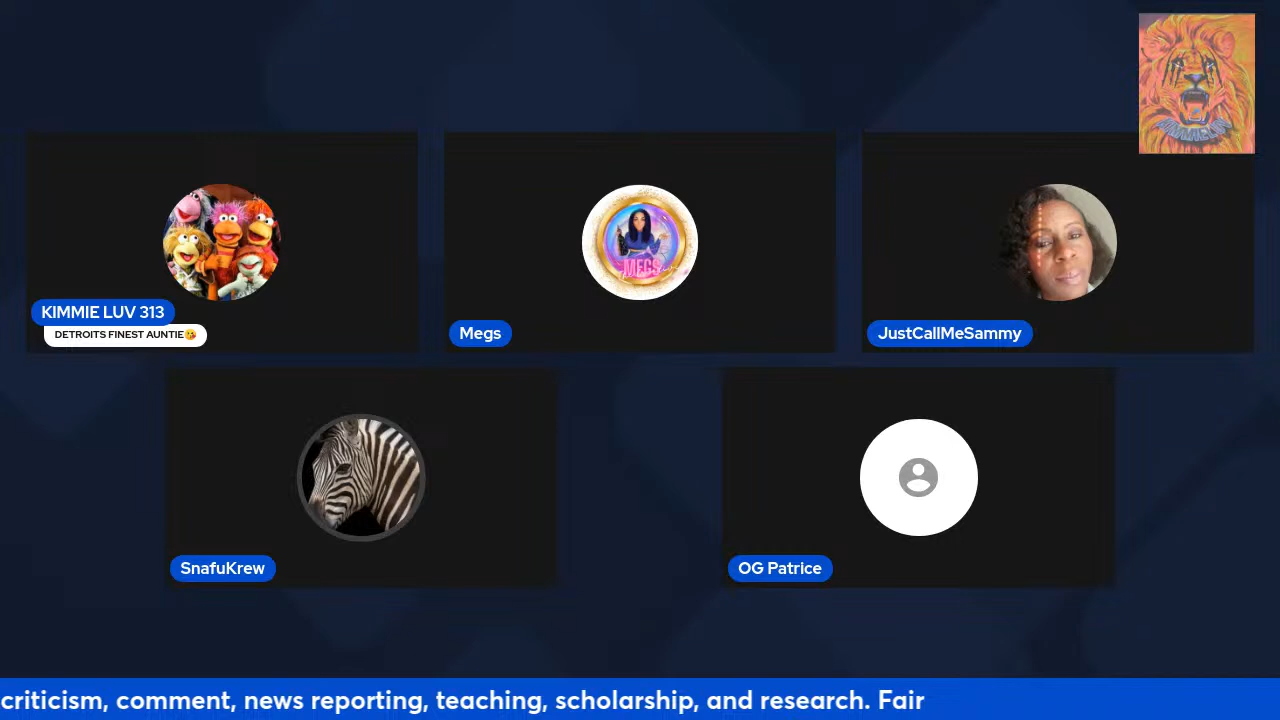 KIMMIE LUV 313
DETROITS FINEST AUNTIE😘
MEGS
Megs
JustCallMeSammy
SnafuKrew
OG Patrice
criticism, comment, news reporting, teaching, scholarship, and research. Fair